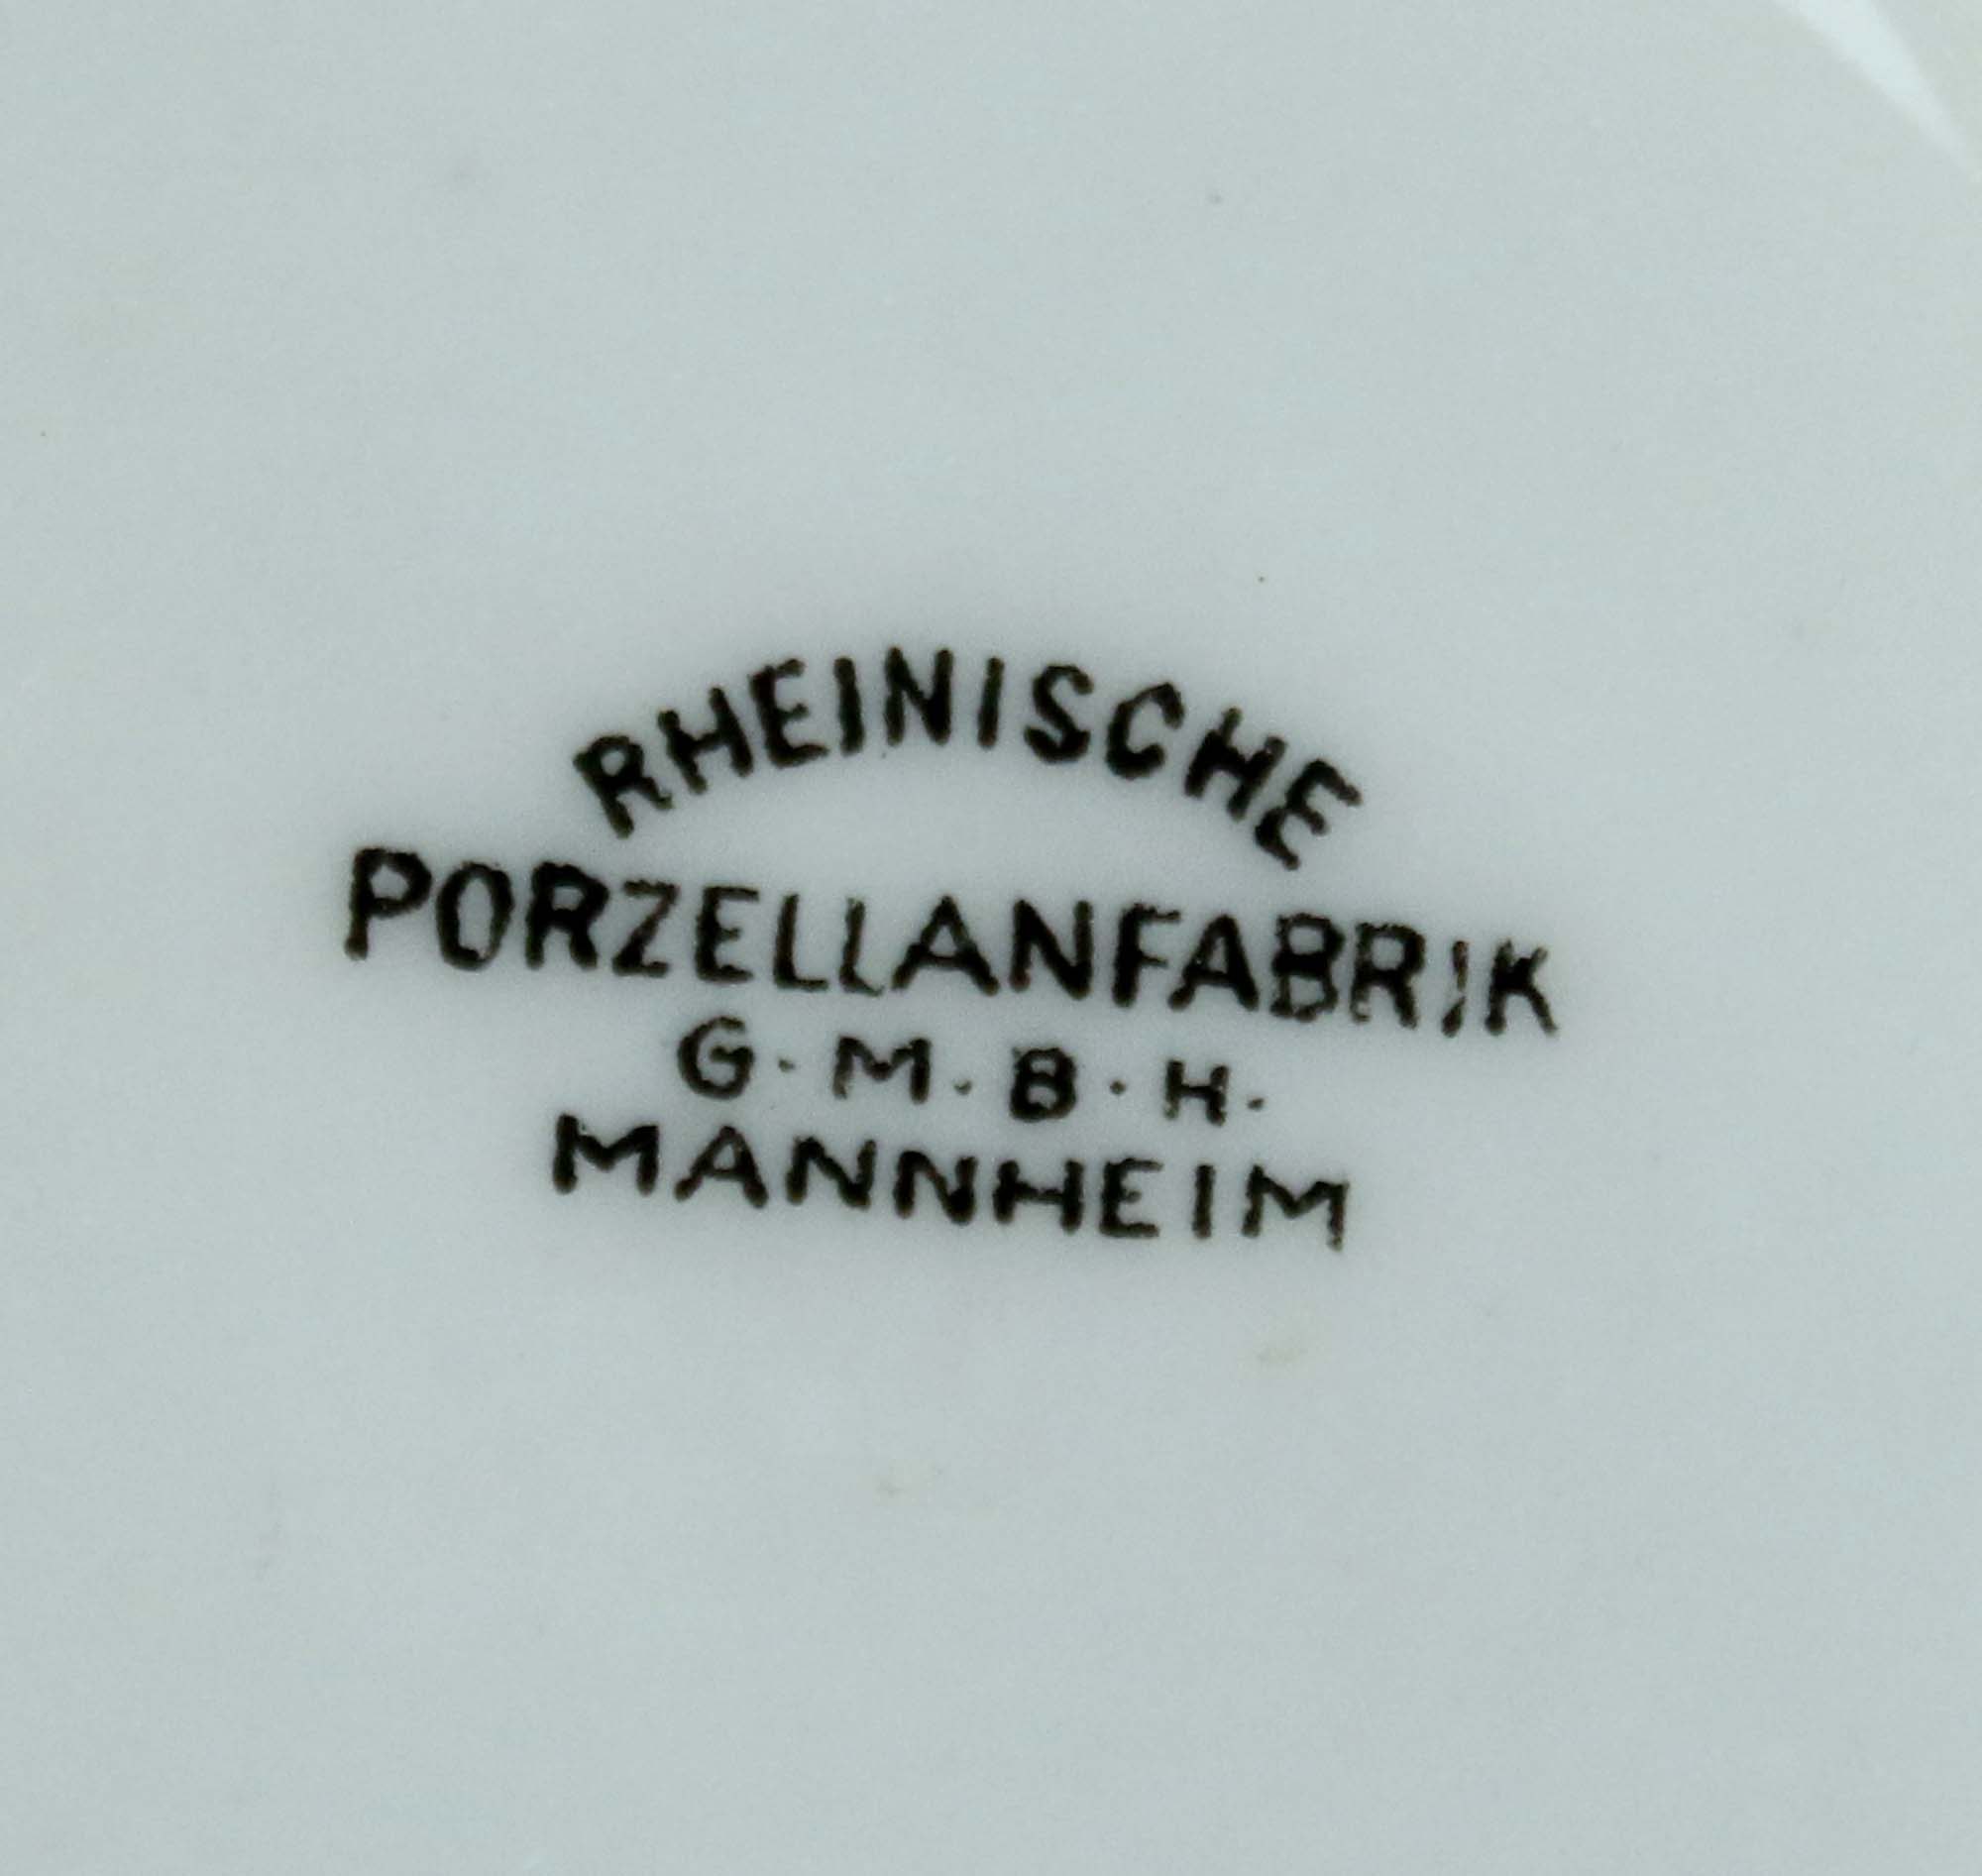 RHEINISCHE
PORZELLANFABRIK
G. M. B. H.
MANNHEIM